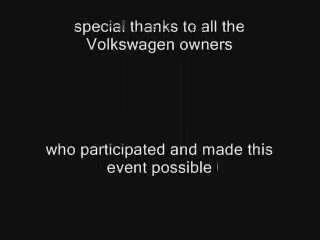 special thanks to all the
Volkswagen owners
who participated and made this
event possible